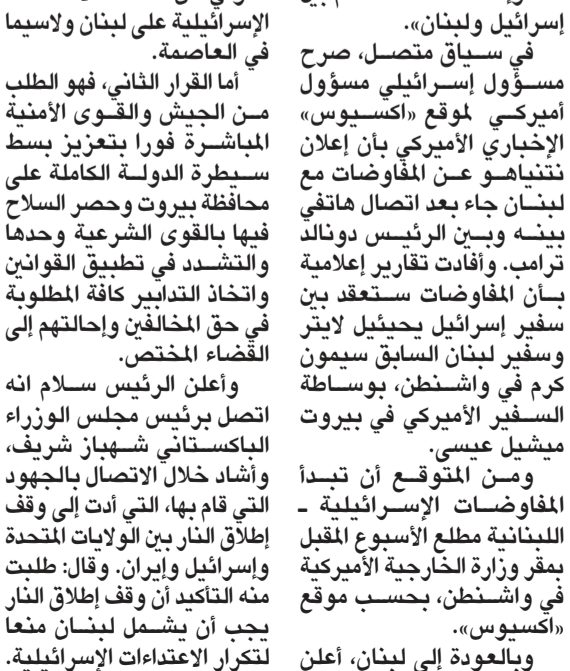 إسرائيل ولبنان».
في سياق متصل، صرح
مسؤول إسرائيلي مسؤول
أميركي لموقع «اكسيوس»
الإخباري الأميركي بأن إعلان
نتنياهو عن المفاوضات مع
لبنان جاء بعد اتصال هاتفي
بينه وبين الرئيس دونالد
ترامب. وأفادت تقارير إعلامية
بأن المفاوضات ستعقد بين
سفير إسرائيل يحيئيل لايتر
وسفير لبنان السابق سيمون
كرم في واشنطن، بوساطة
السفير الأميركي في بيروت
ميشيل عيسى.
ومن المتوقع أن تبدأ
المفاوضات الإسرائيلية ـ
اللبنانية مطلع الأسبوع المقبل
بمقر وزارة الخارجية الأميركية
في واشنطن، بحسب موقع
«اكسيوس».
وبالعودة إلى لبنان، أعلن
الإسرائيلية على لبنان ولاسيما
في العاصمة.
أما القرار الثاني، فهو الطلب
من الجيش والقوى الأمنية
المباشرة فورا بتعزيز بسط
سيطرة الدولة الكاملة على
محافظة بيروت وحصر السلاح
فيها بالقوى الشرعية وحدها
والتشدد في تطبيق القوانين
واتخاذ التدابير كافة المطلوبة
في حق المخالفين وإحالتهم إلى
القضاء المختص.
وأعلن الرئيس سلام انه
اتصل برئيس مجلس الوزراء
الباكستاني شهباز شريف،
وأشاد خلال الاتصال بالجهود
التي قام بها، التي أدت إلى وقف
إطلاق النار بين الولايات المتحدة
وإسرائيل وإيران. وقال: طلبت
منه التأكيد أن وقف إطلاق النار
يجب أن يشمل لبنان منعا
لتكرار الاعتداءات الإسرائيلية.